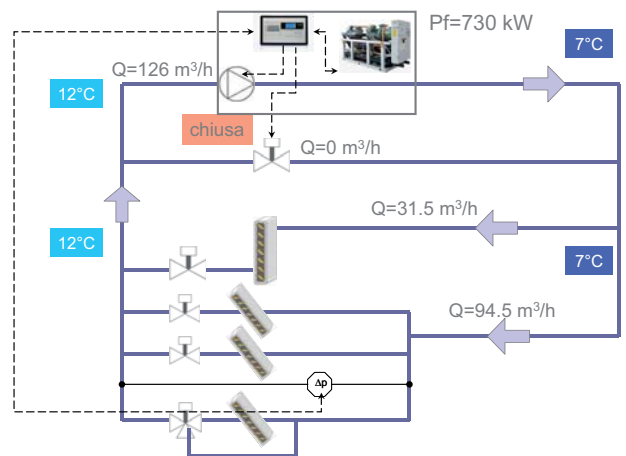 Pf=730 kW
7°C
Q=126 m³/h
12°C
chiusa
Q=0 m³/h
Q=31.5 m³/h
12°C
7°C
Q=94.5 m³/h
Δp